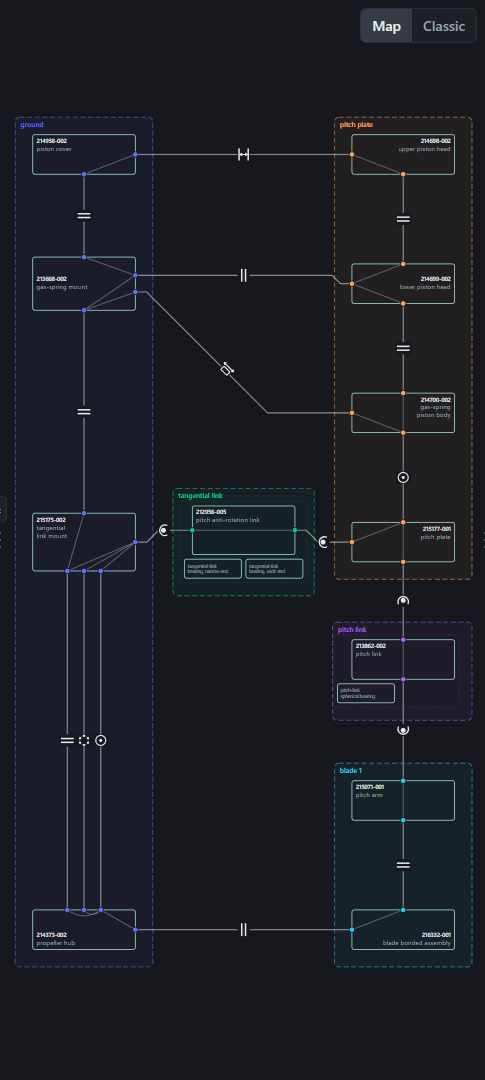 Map
Classic
ground
pitch plate
214958-002
piston cover
214698-002
upper piston head
213668-002
gas-spring mount
214699-002
lower piston head
214700-002
gas-spring
piston body
tangential link
215175-002
tangential
link mount
212956-005
pitch anti-rotation link
215177-001
pitch plate
tangential-link
bearing, narrow end
tangential-link
bearing, wide end
pitch link
213862-002
pitch link
pitch-link
spherical bearing
blade 1
215071-001
pitch arm
214373-002
propeller hub
216332-001
blade bonded assembly